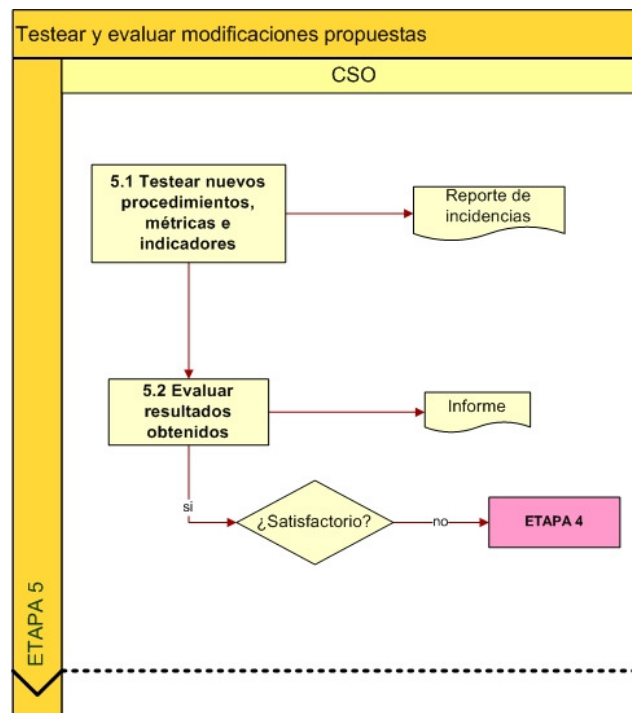 Testear y evaluar modificaciones propuestas
CSO
5.1 Testear nuevos
procedimientos,
métricas e
indicadores
Reporte de
incidencias
5.2 Evaluar
resultados
obtenidos
Informe
si
¿Satisfactorio?
no
ETAPA 4
ETAPA 5